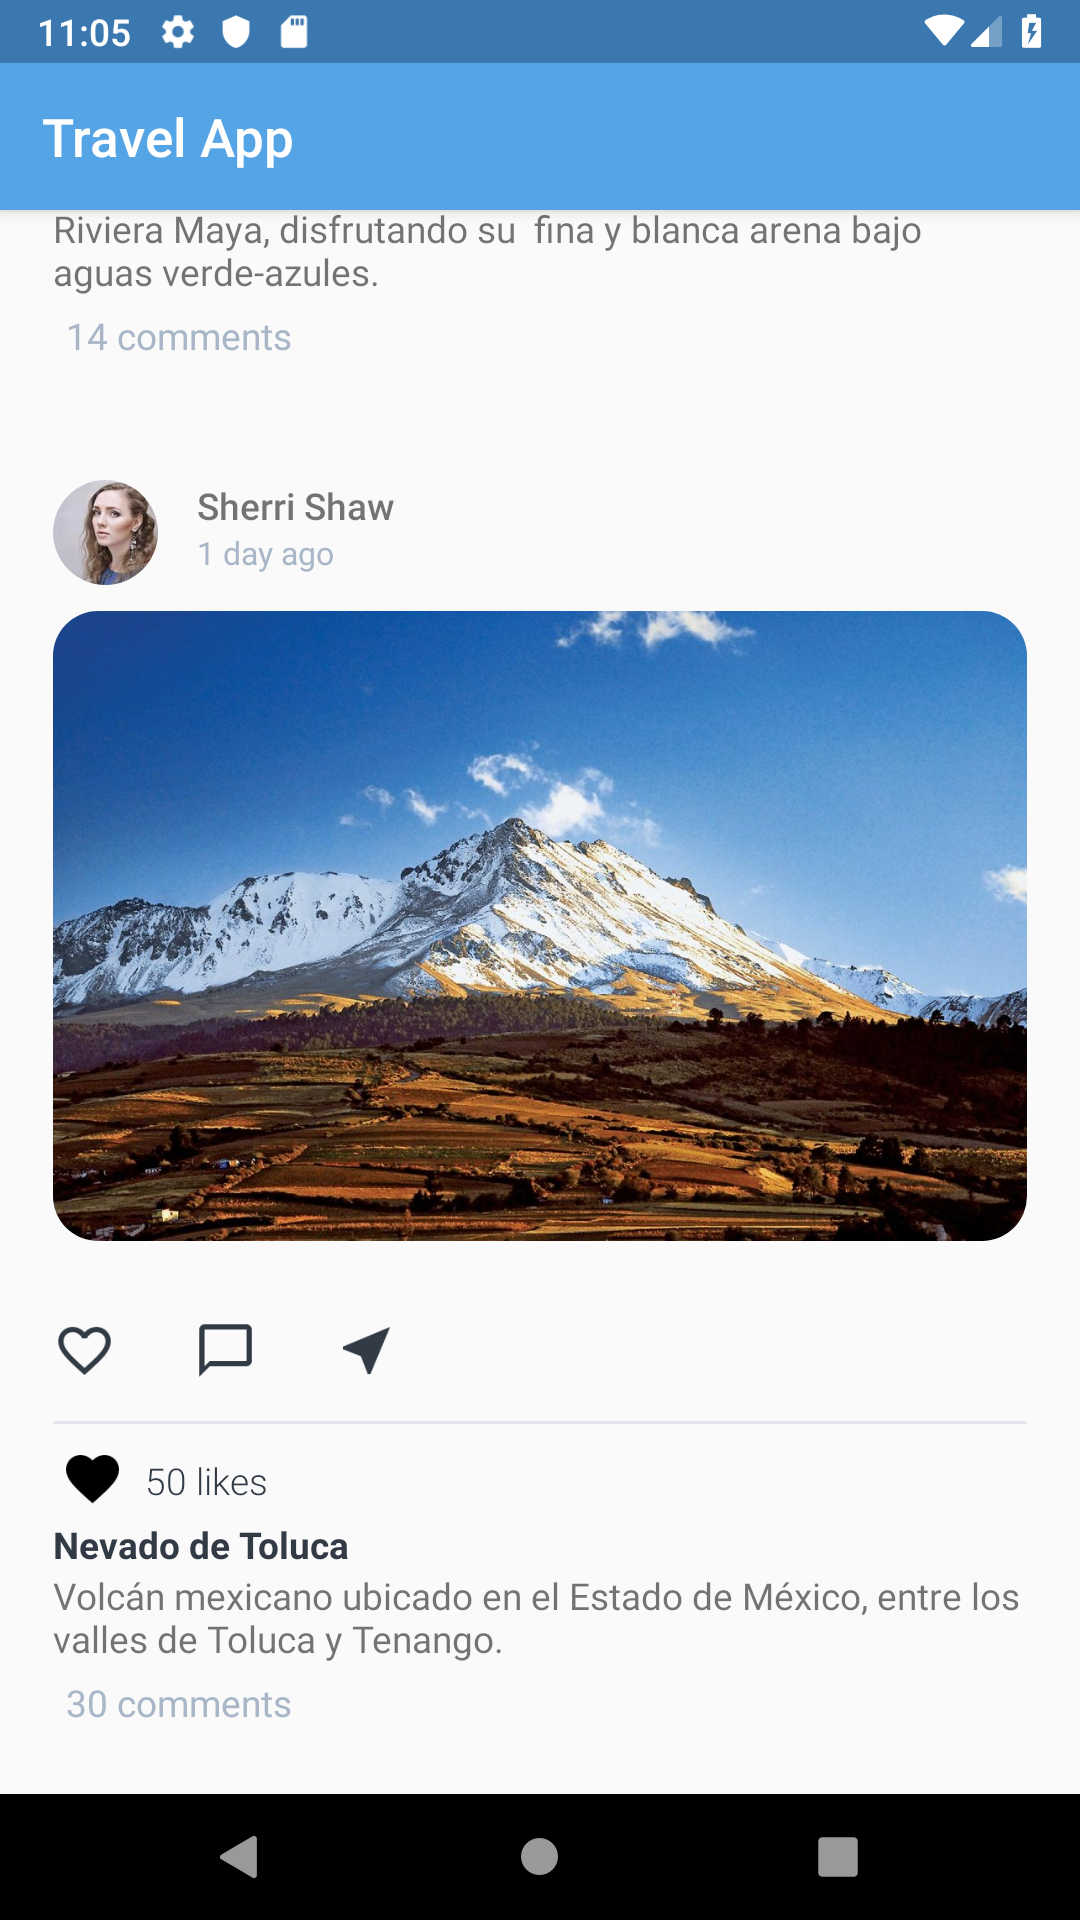 11:05
Travel App
Riviera Maya, disfrutando su  fina y blanca arena bajo
aguas verde-azules.
14 comments
Sherri Shaw
1 day ago
50 likes
Nevado de Toluca
Volcán mexicano ubicado en el Estado de México, entre los
valles de Toluca y Tenango.
30 comments